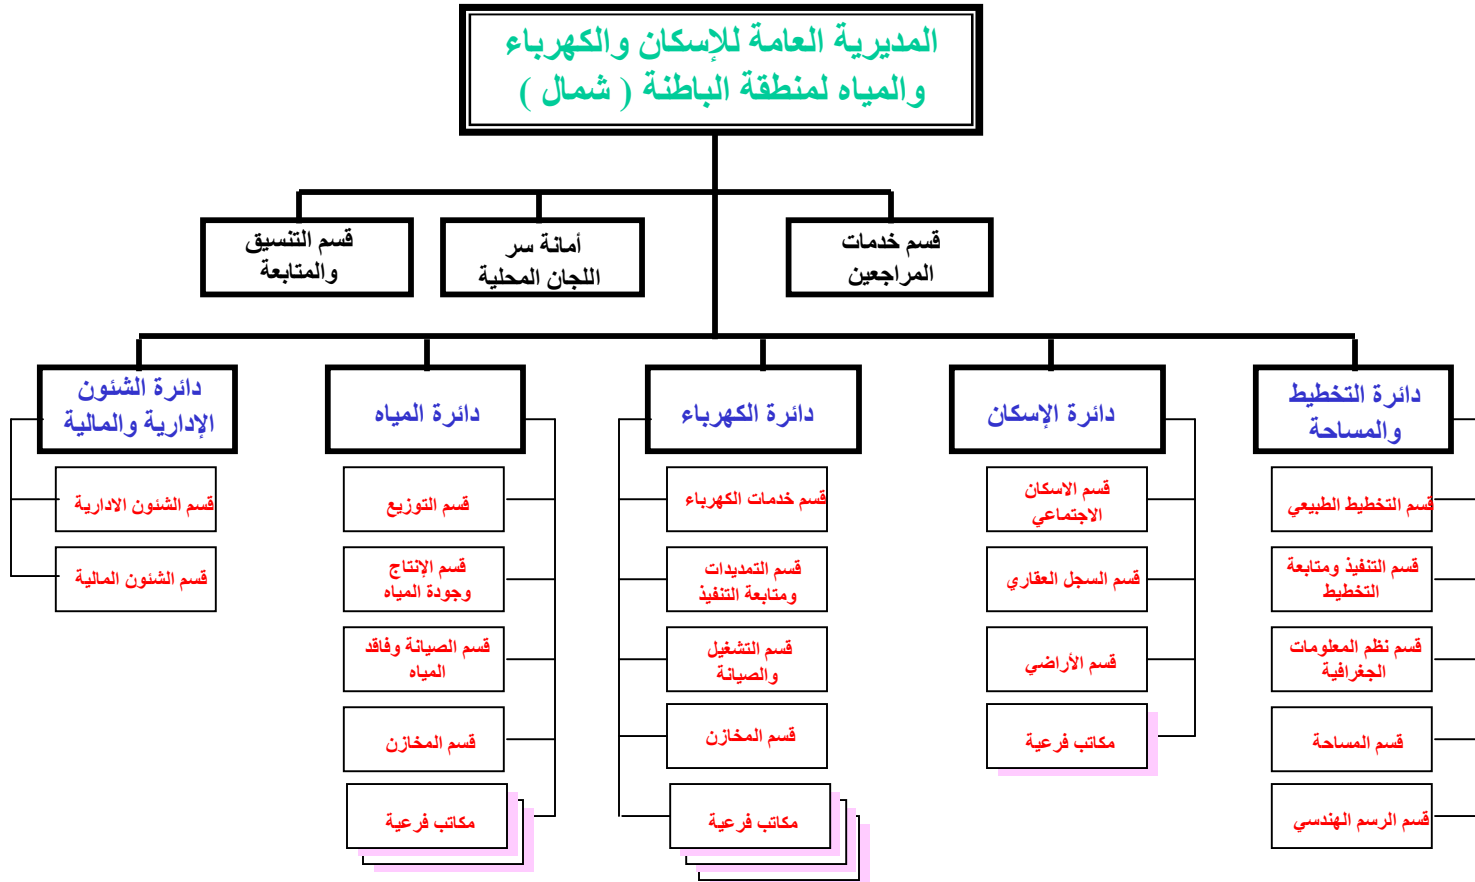 المديرية العامة للإسكان والكهرباء
والمياه لمنطقة الباطنة ( شمال )
قسم خدمات
المراجعين
أمانة سر
اللجان المحلية
قسم التنسيق
والمتابعة
دائرة التخطيط
والمساحة
قسم التخطيط الطبيعي
قسم التنفيذ ومتابعة
التخطيط
قسم نظم المعلومات
الجغرافية
قسم المساحة
قسم الرسم الهندسي
دائرة الإسكان
قسم الاسكان
الاجتماعي
قسم السجل العقاري
قسم الأراضي
مكاتب فرعية
دائرة الكهرباء
قسم خدمات الكهرباء
قسم التمديدات
ومتابعة التنفيذ
قسم التشغيل
والصيانة
قسم المخازن
مكاتب فرعية
دائرة المياه
قسم التوزيع
قسم الإنتاج
وجودة المياه
قسم الصيانة وفاقد
المياه
قسم المخازن
مكاتب فرعية
دائرة الشئون
الإدارية والمالية
قسم الشئون الادارية
قسم الشئون المالية